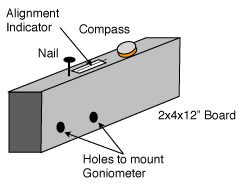 Alignment
Indicator
Compass
Nail
2x4x12" Board
Holes to mount
Goniometer